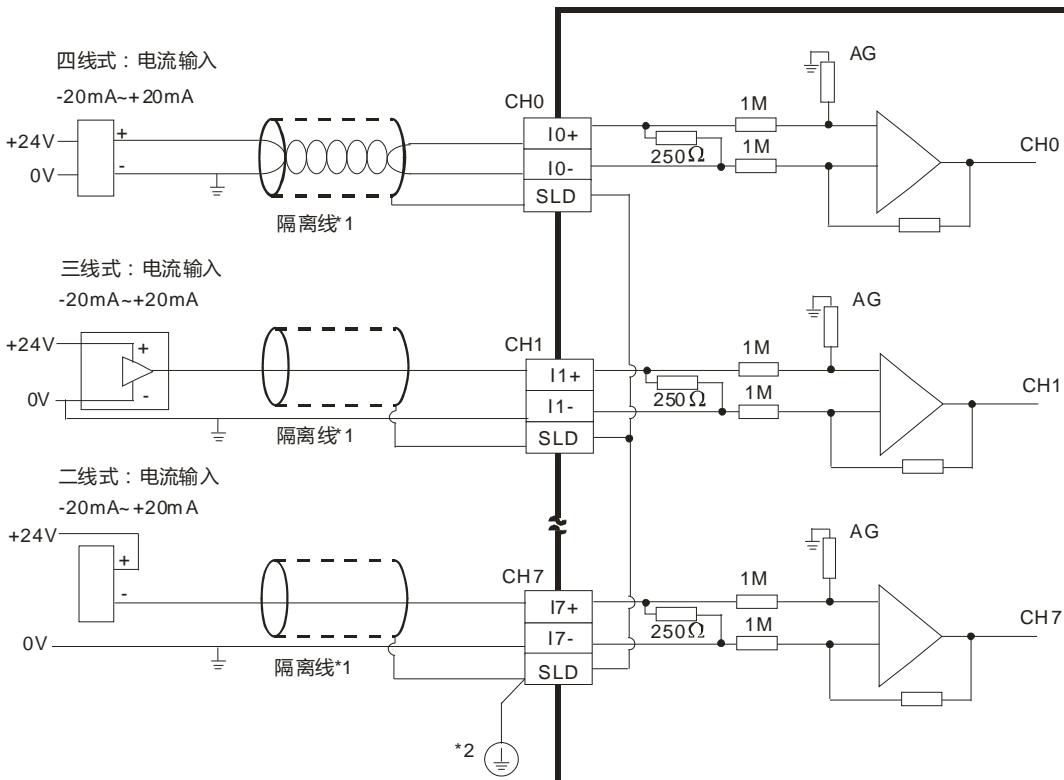 四线式：电流输入
-20mA~+20mA
+24V
0V
+
-
隔离线*1
CH0
I0+
I0-
SLD
250Ω
1M
1M
AG
CH0
三线式：电流输入
-20mA~+20mA
+24V
0V
+
-
隔离线*1
CH1
I1+
I1-
SLD
250Ω
1M
1M
AG
CH1
二线式：电流输入
-20mA~+20mA
+24V
0V
+
-
隔离线*1
CH7
I7+
I7-
SLD
*2
250Ω
1M
1M
AG
CH7